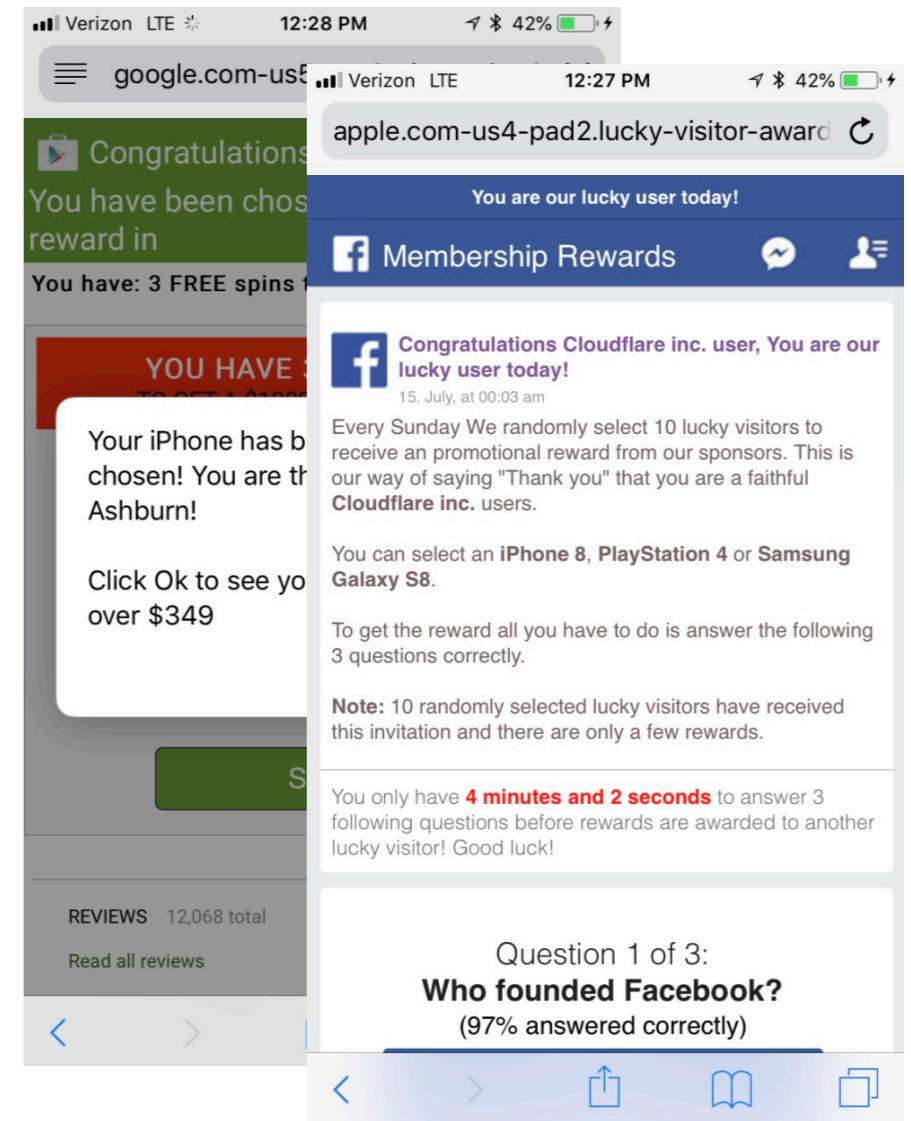 Verizon LTE 12:28 PM 42%
google.com-us
Congratulations
You have been chos
reward in
You have: 3 FREE spins
YOU HAVE
Your iPhone has b
chosen! You are th
Ashburn!
Click Ok to see yo
over $349
S
REVIEWS 12,068 total
Read all reviews
Verizon LTE 12:27 PM 42%
apple.com-us4-pad2.lucky-visitor-award
You are our lucky user today!
Membership Rewards
Congratulations Cloudflare inc. user, You are our
lucky user today!
15. July, at 00:03 am
Every Sunday We randomly select 10 lucky visitors to
receive an promotional reward from our sponsors. This is
our way of saying "Thank you" that you are a faithful
Cloudflare inc. users.
You can select an iPhone 8, PlayStation 4 or Samsung
Galaxy S8.
To get the reward all you have to do is answer the following
3 questions correctly.
Note: 10 randomly selected lucky visitors have received
this invitation and there are only a few rewards.
You only have 4 minutes and 2 seconds to answer 3
following questions before rewards are awarded to another
lucky visitor! Good luck!
Question 1 of 3:
Who founded Facebook?
(97% answered correctly)